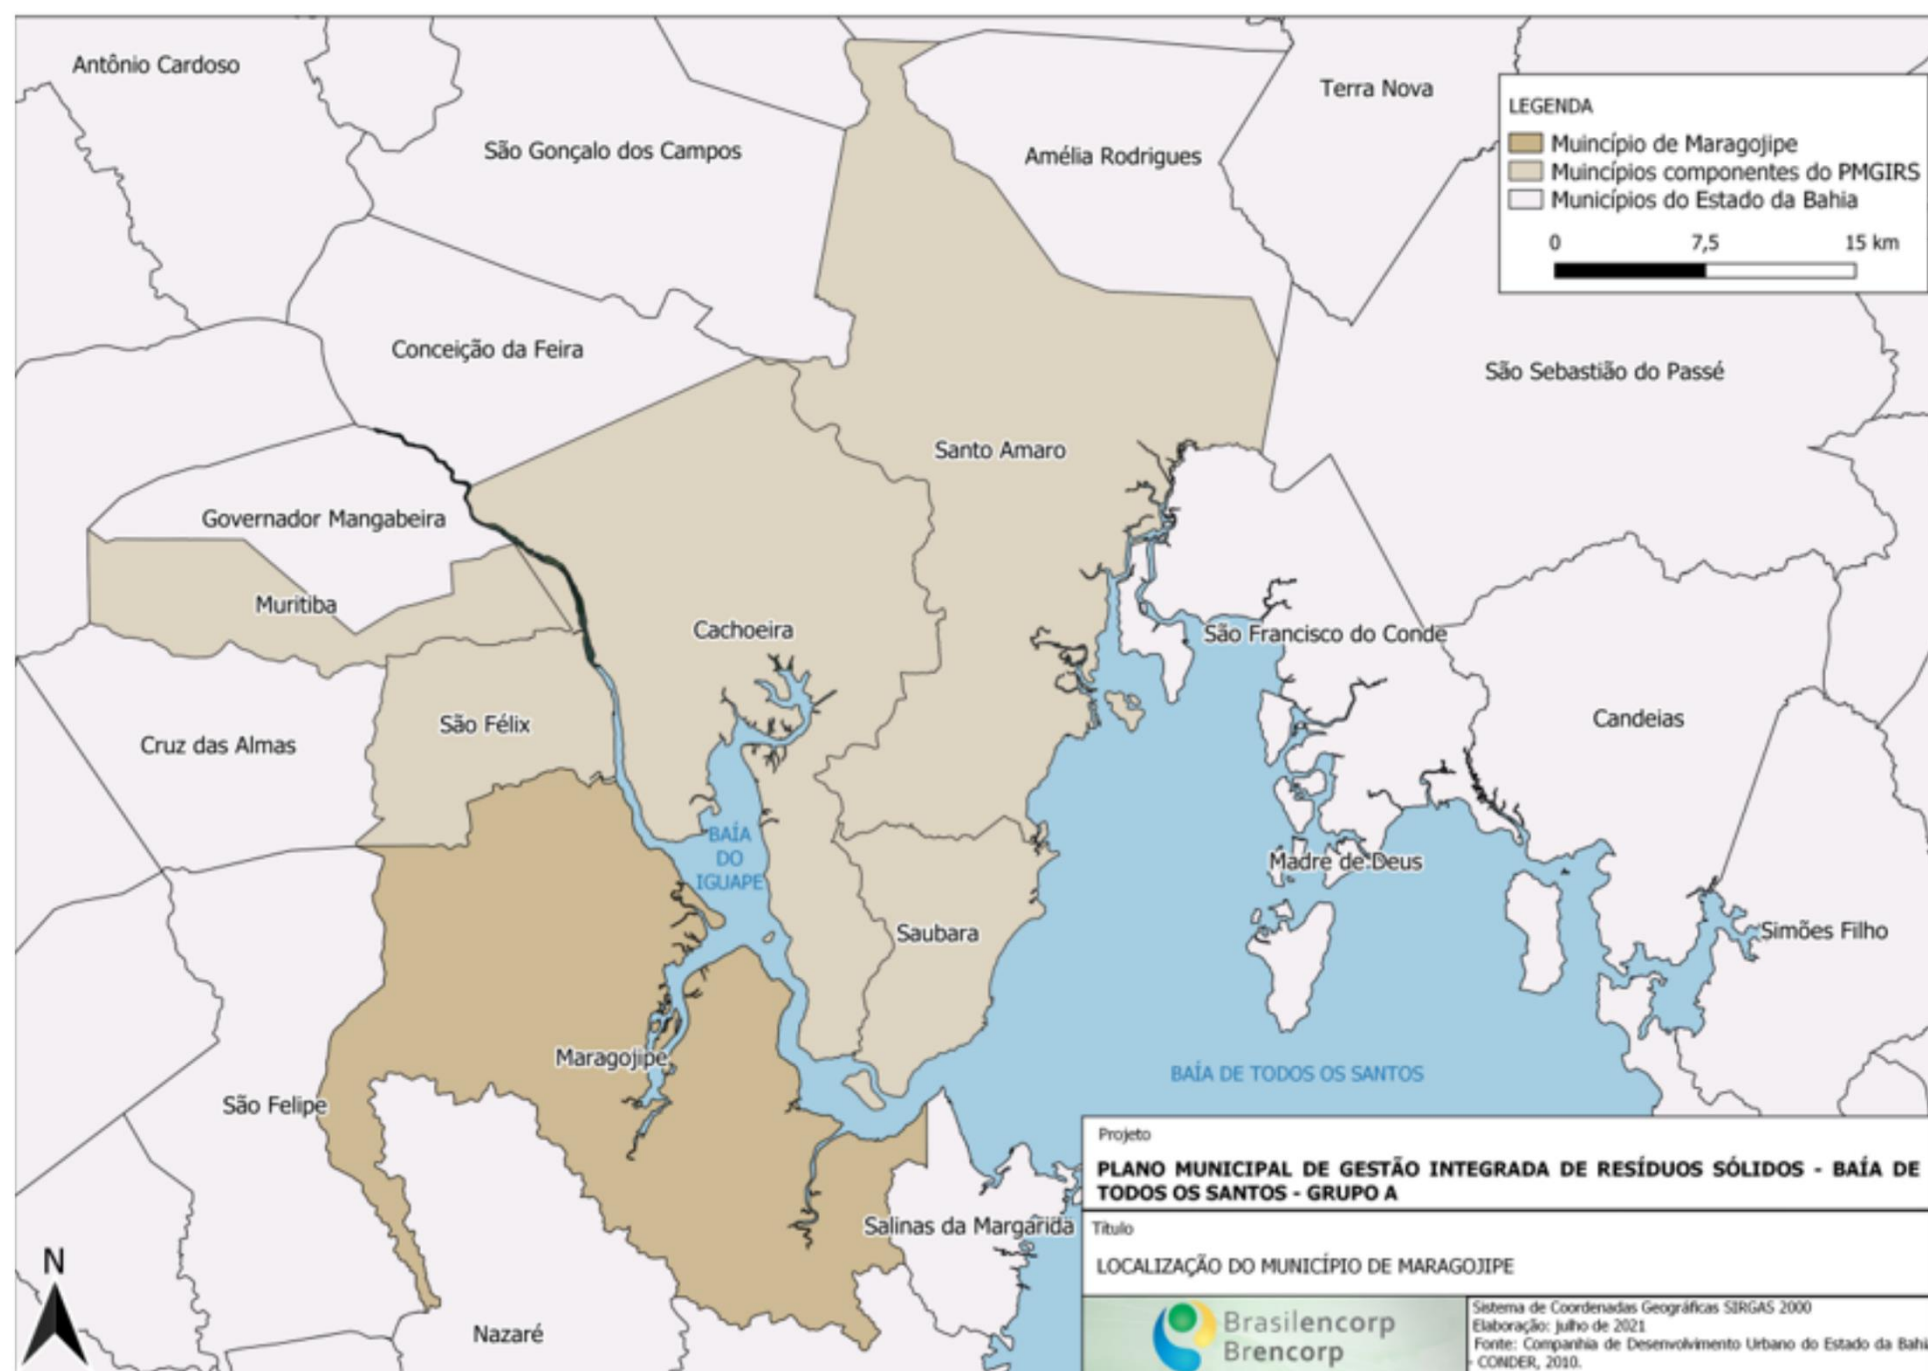 Antônio Cardoso
Terra Nova
São Gonçalo dos Campos
Amélia Rodrigues
LEGENDA
Muincípio de Maragojipe
Muincípios componentes do PMGIRS
Municípios do Estado da Bahia
0 7,5 15 km
Conceição da Feira
São Sebastião do Passé
Santo Amaro
Governador Mangabeira
Muritiba
Cachoeira
São Francisco do Conde
São Félix
Candeias
Cruz das Almas
BAÍA
DO
IGUAPE
Madre de Deus
Saubara
Simões Filho
Maragojipe
BAÍA DE TODOS OS SANTOS
São Felipe
Salinas da Margarida
Nazaré
N
Projeto
PLANO MUNICIPAL DE GESTÃO INTEGRADA DE RESÍDUOS SÓLIDOS - BAÍA DE
TODOS OS SANTOS - GRUPO A
Título
LOCALIZAÇÃO DO MUNICÍPIO DE MARAGOJIPE
Brasilencorp
Brencorp
Sistema de Coordenadas Geográficas SIRGAS 2000
Elaboração: julho de 2021
Fonte: Companhia de Desenvolvimento Urbano do Estado da Bahi
- CONDER, 2010.